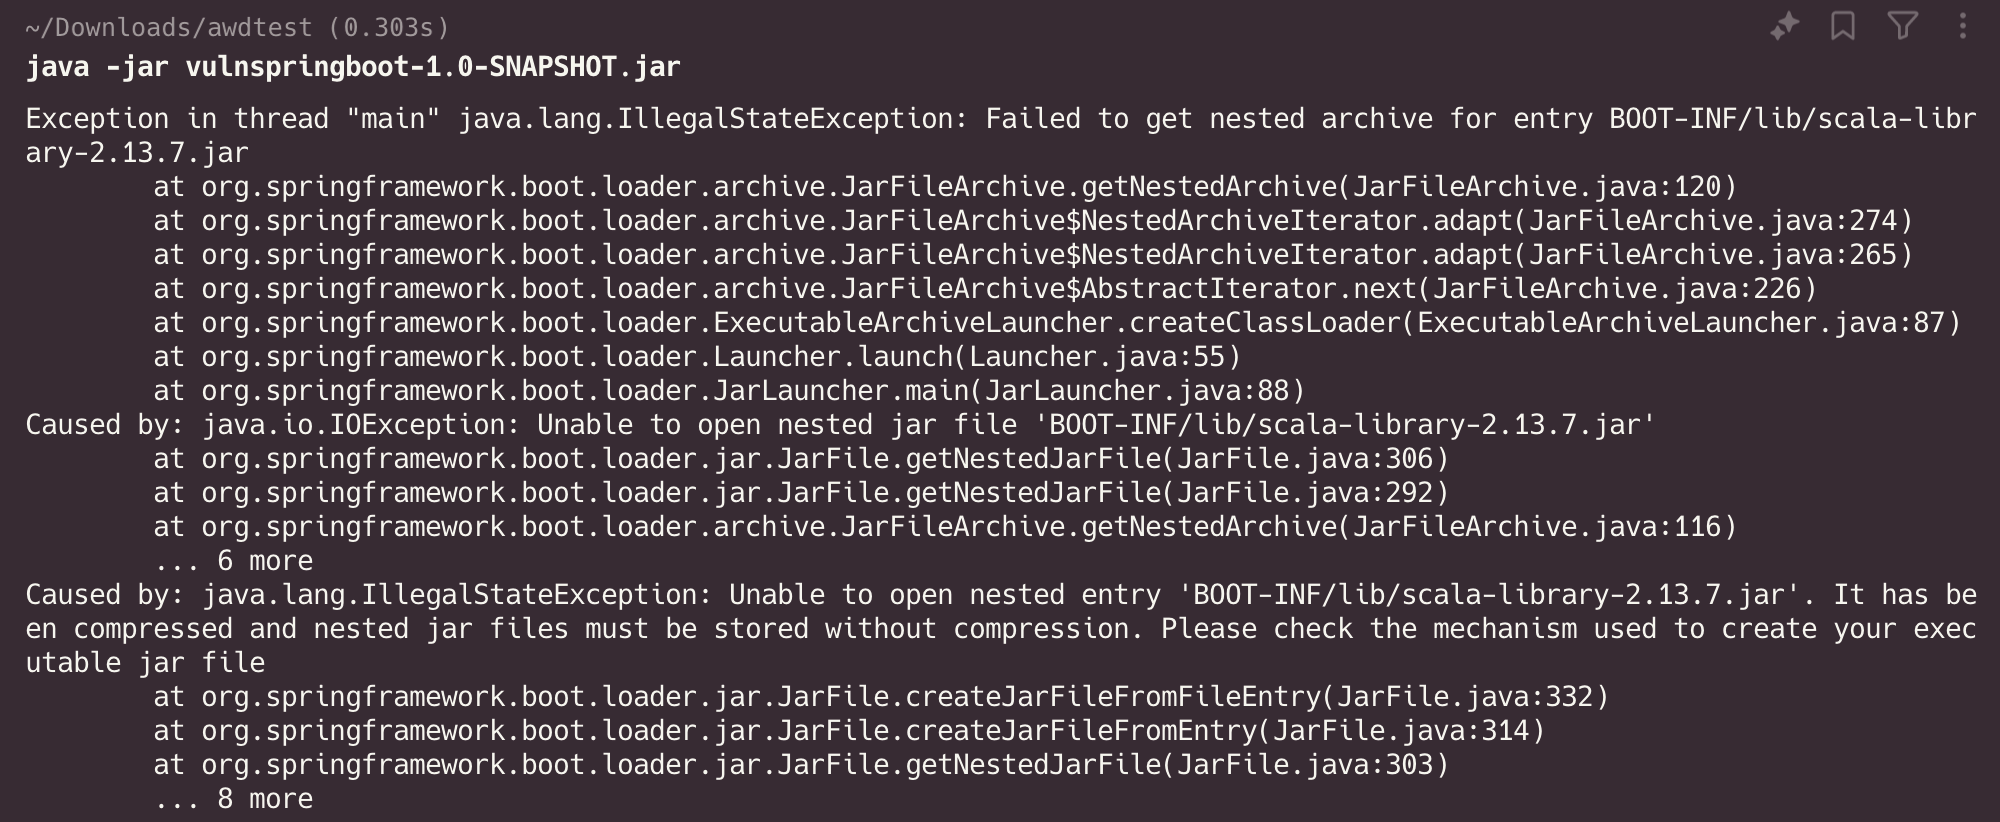 ~/Downloads/awdtest (0.303s)
java -jar vulnspringboot-1.0-SNAPSHOT.jar
Exception in thread "main" java.lang.IllegalStateException: Failed to get nested archive for entry BOOT-INF/lib/scala-libr
ary-2.13.7.jar
        at org.springframework.boot.loader.archive.JarFileArchive.getNestedArchive(JarFileArchive.java:120)
        at org.springframework.boot.loader.archive.JarFileArchive$NestedArchiveIterator.adapt(JarFileArchive.java:274)
        at org.springframework.boot.loader.archive.JarFileArchive$NestedArchiveIterator.adapt(JarFileArchive.java:265)
        at org.springframework.boot.loader.archive.JarFileArchive$AbstractIterator.next(JarFileArchive.java:226)
        at org.springframework.boot.loader.ExecutableArchiveLauncher.createClassLoader(ExecutableArchiveLauncher.java:87)
        at org.springframework.boot.loader.Launcher.launch(Launcher.java:55)
        at org.springframework.boot.loader.JarLauncher.main(JarLauncher.java:88)
Caused by: java.io.IOException: Unable to open nested jar file 'BOOT-INF/lib/scala-library-2.13.7.jar'
        at org.springframework.boot.loader.jar.JarFile.getNestedJarFile(JarFile.java:306)
        at org.springframework.boot.loader.jar.JarFile.getNestedJarFile(JarFile.java:292)
        at org.springframework.boot.loader.archive.JarFileArchive.getNestedArchive(JarFileArchive.java:116)
        ... 6 more
Caused by: java.lang.IllegalStateException: Unable to open nested entry 'BOOT-INF/lib/scala-library-2.13.7.jar'. It has be
en compressed and nested jar files must be stored without compression. Please check the mechanism used to create your exec
utable jar file
        at org.springframework.boot.loader.jar.JarFile.createJarFileFromFileEntry(JarFile.java:332)
        at org.springframework.boot.loader.jar.JarFile.createJarFileFromEntry(JarFile.java:314)
        at org.springframework.boot.loader.jar.JarFile.getNestedJarFile(JarFile.java:303)
        ... 8 more